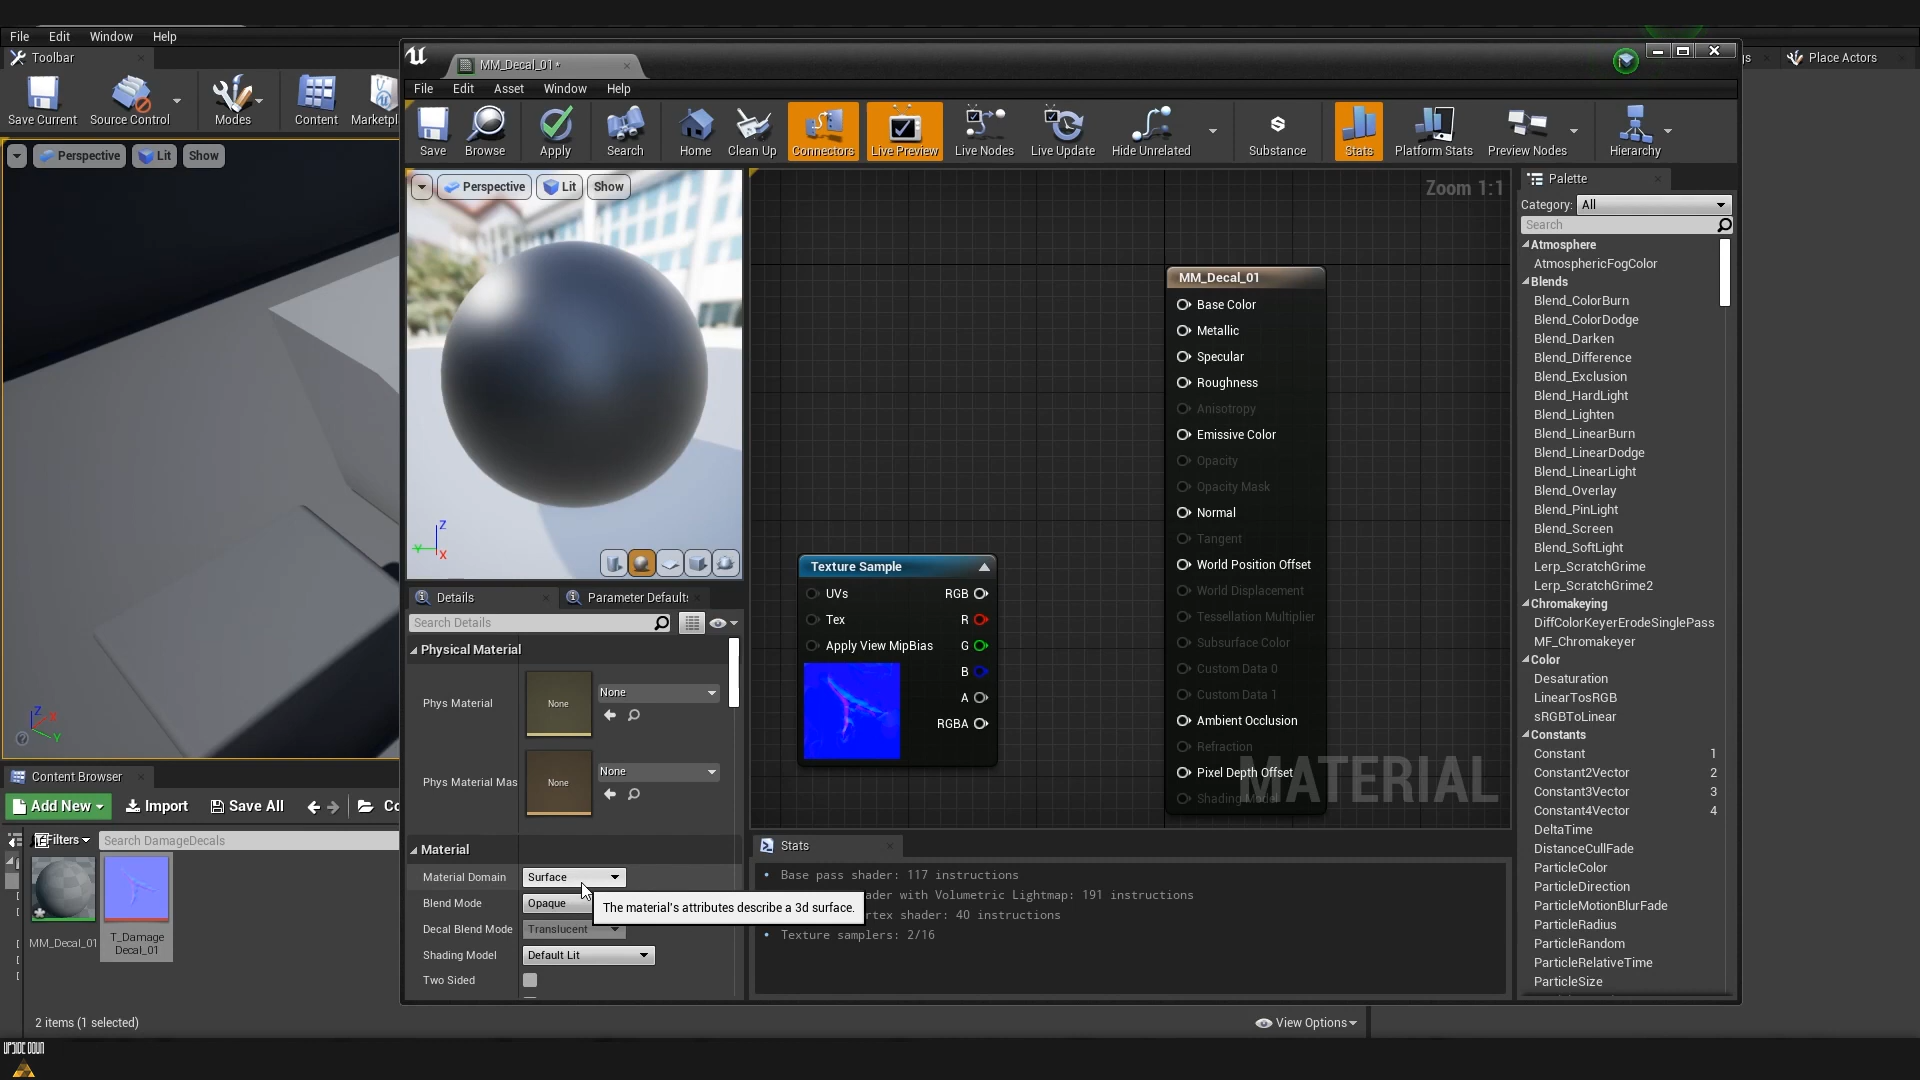 File Edit Window Help
Toolbar
Save Current Source Control Modes Content Marketpl
Perspective Lit Show
Place Actors
MM_Decal_01*
File Edit Asset Window Help
Save Browse Apply Search Home Clean Up Connectors Live Preview Live Nodes Live Update Hide Unrelated Substance Stats Platform Stats Preview Nodes Hierarchy
Perspective Lit Show
Z
Y
X
Zoom 1:1
MM_Decal_01
Base Color
Metallic
Specular
Roughness
Anisotropy
Emissive Color
Opacity
Opacity Mask
Normal
Tangent
World Position Offset
World Displacement
Tessellation Multiplier
Subsurface Color
Custom Data 0
Custom Data 1
Ambient Occlusion
Refraction
Pixel Depth Offset
Shading Model
MATERIAL
Texture Sample
UVs RGB
Tex R
Apply View MipBias G
B
A
RGBA
Details Parameter Default
Search Details
Physical Material
Phys Material None None
Phys Material Mas None None
Material
Material Domain Surface
Blend Mode Opaque
Decal Blend Mode Translucent
Shading Model Default Lit
Two Sided
The material's attributes describe a 3d surface.
Stats
Base pass shader: 117 instructions
ader with Volumetric Lightmap: 191 instructions
rtex shader: 40 instructions
Texture samplers: 2/16
Palette
Category: All
Search
Atmosphere
AtmosphericFogColor
Blends
Blend_ColorBurn
Blend_ColorDodge
Blend_Darken
Blend_Difference
Blend_Exclusion
Blend_HardLight
Blend_Lighten
Blend_LinearBurn
Blend_LinearDodge
Blend_LinearLight
Blend_Overlay
Blend_PinLight
Blend_Screen
Blend_SoftLight
Lerp_ScratchGrime
Lerp_ScratchGrime2
Chromakeying
DiffColorKeyerErodeSinglePass
MF_Chromakeyer
Color
Desaturation
LinearTosRGB
sRGBToLinear
Constants
Constant 1
Constant2Vector 2
Constant3Vector 3
Constant4Vector 4
DeltaTime
DistanceCullFade
ParticleColor
ParticleDirection
ParticleMotionBlurFade
ParticleRadius
ParticleRandom
ParticleRelativeTime
ParticleSize
Z
X
Y
Content Browser
Add New Import Save All Co
Filters Search DamageDecals
MM_Decal_01
T_Damage
Decal_01
2 items (1 selected)
View Options
UPSIDE DOWN